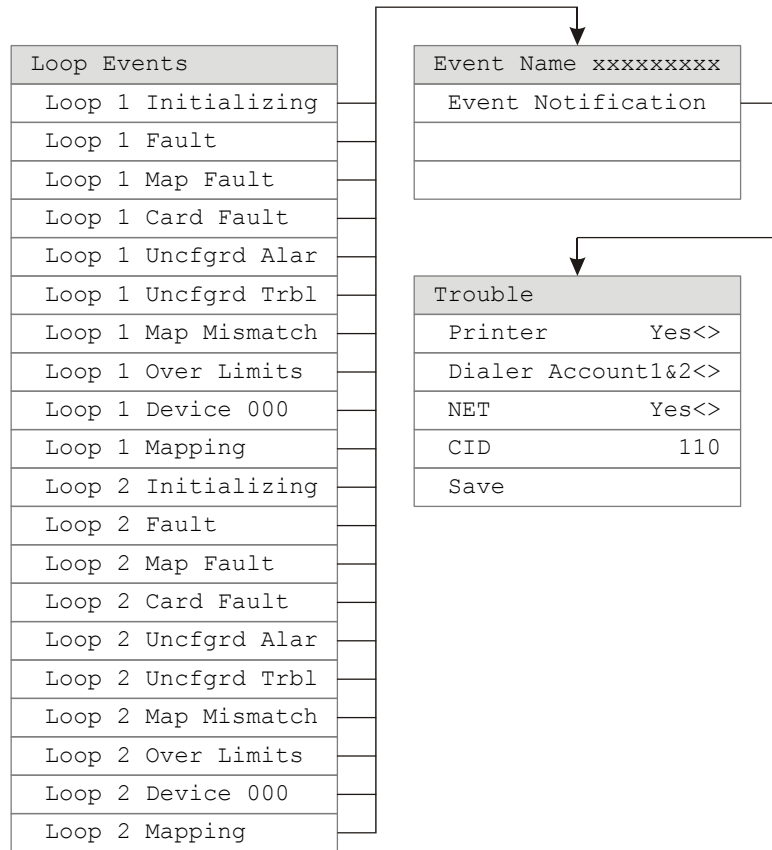 Loop Events
Loop 1 Initializing
Loop 1 Fault
Loop 1 Map Fault
Loop 1 Card Fault
Loop 1 Uncfgrd Alar
Loop 1 Uncfgrd Trbl
Loop 1 Map Mismatch
Loop 1 Over Limits
Loop 1 Device 000
Loop 1 Mapping
Loop 2 Initializing
Loop 2 Fault
Loop 2 Map Fault
Loop 2 Card Fault
Loop 2 Uncfgrd Alar
Loop 2 Uncfgrd Trbl
Loop 2 Map Mismatch
Loop 2 Over Limits
Loop 2 Device 000
Loop 2 Mapping
Event Name xxxxxxxxx
Event Notification
Trouble
Printer Yes<>
Dialer Account1&2<>
NET Yes<>
CID 110
Save